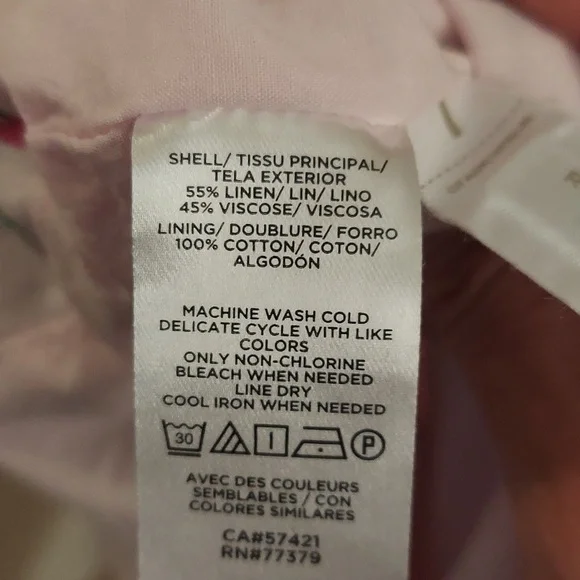 SHELL/ TISSU PRINCIPAL/
TELA EXTERIOR
55% LINEN/ LIN/ LINO
45% VISCOSE/ VISCOSA
LINING/ DOUBLURE/ FORRO
100% COTTON/ COTON/
ALGODÓN
MACHINE WASH COLD
DELICATE CYCLE WITH LIKE
COLORS
ONLY NON-CHLORINE
BLEACH WHEN NEEDED
LINE DRY
COOL IRON WHEN NEEDED
30 P
AVEC DES COULEURS
SEMBLABLES / CON
COLORES SIMILARES
CA#57421
RN#77379